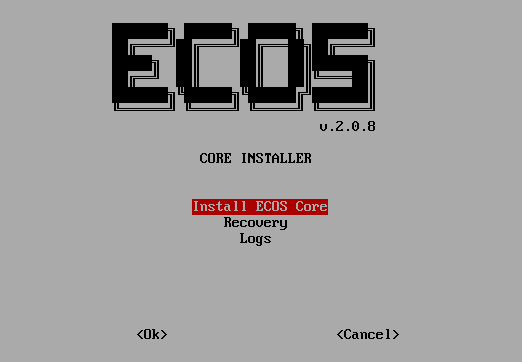 ECOS
v.2.0.8
CORE INSTALLER
Install ECOS Core
Recovery
Logs
<Ok> <Cancel>